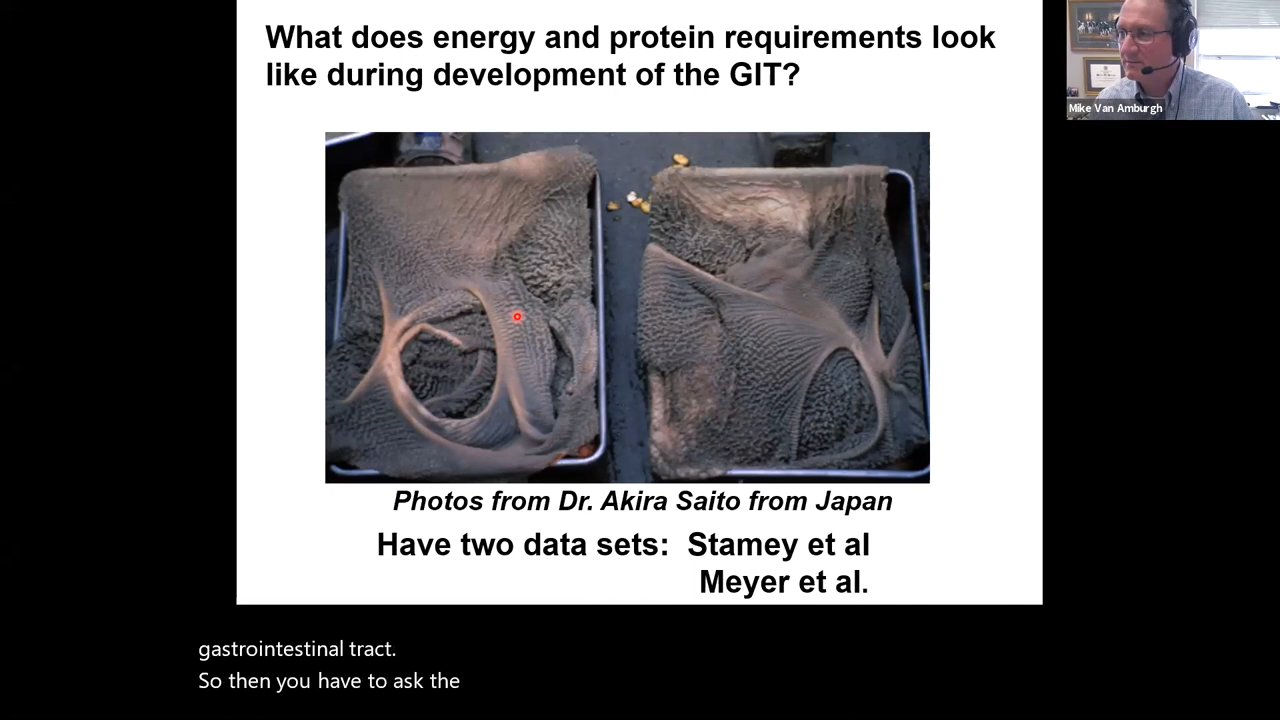 What does energy and protein requirements look
like during development of the GIT?
Mike Van Amburgh
Photos from Dr. Akira Saito from Japan
Have two data sets: Stamey et al
Meyer et al.
gastrointestinal tract.
So then you have to ask the